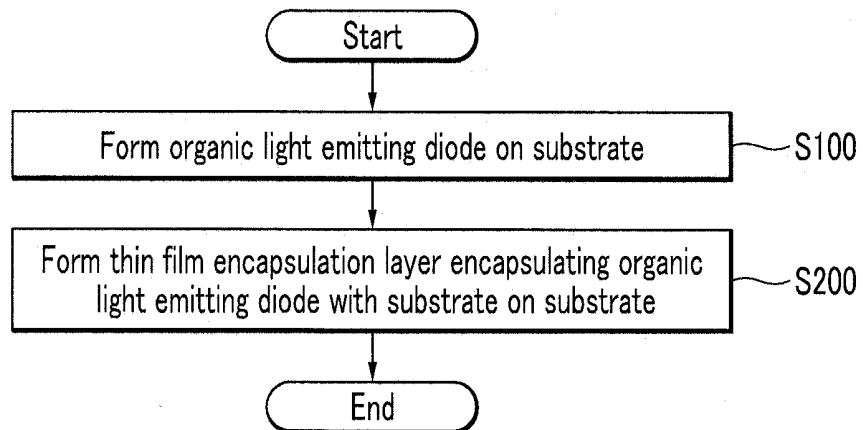 Start
Form organic light emitting diode on substrate
S100
Form thin film encapsulation layer encapsulating organic
light emitting diode with substrate on substrate
S200
End